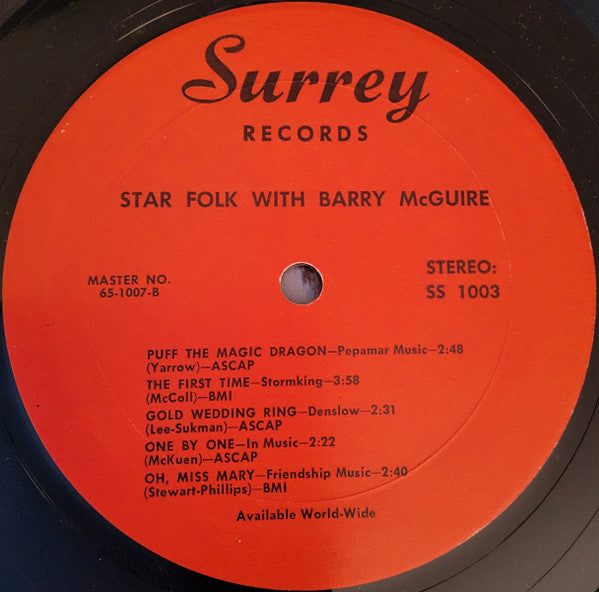 Surrey
RECORDS
STAR FOLK WITH BARRY McGUIRE
MASTER NO.
65-1007-B
STEREO:
SS 1003
PUFF THE MAGIC DRAGON—Pepamar Music—2:48
(Yarrow)—ASCAP
THE FIRST TIME—Stormking—3:58
(McColl)—BMI
GOLD WEDDING RING—Denslow—2:31
(Lee-Sukman)—ASCAP
ONE BY ONE—In Music—2:22
(McKuen)—ASCAP
OH, MISS MARY—Friendship Music—2:40
(Stewart-Phillips)—BMI
Available World-Wide